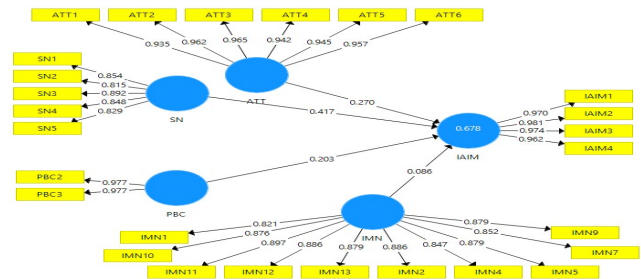 ATT1 ATT2 ATT3 ATT4 ATT5 ATT6
0.935 0.962 0.965 0.942 0.945 0.957
ATT
SN1
SN2
SN3
SN4
SN5
0.854
0.815
0.892
0.848
0.829
SN
0.270
0.417
0.203
0.086
0.678
IAIM
0.970
0.981
0.974
0.962
IAIM1
IAIM2
IAIM3
IAIM4
PBC2
PBC3
0.977
0.977
PBC
IMN
0.821
0.876
0.897
0.886
0.879
0.886
0.847
0.879
0.852
0.879
IMN1
IMN10
IMN11 IMN12 IMN13 IMN2 IMN4 IMN5
IMN7
IMN9